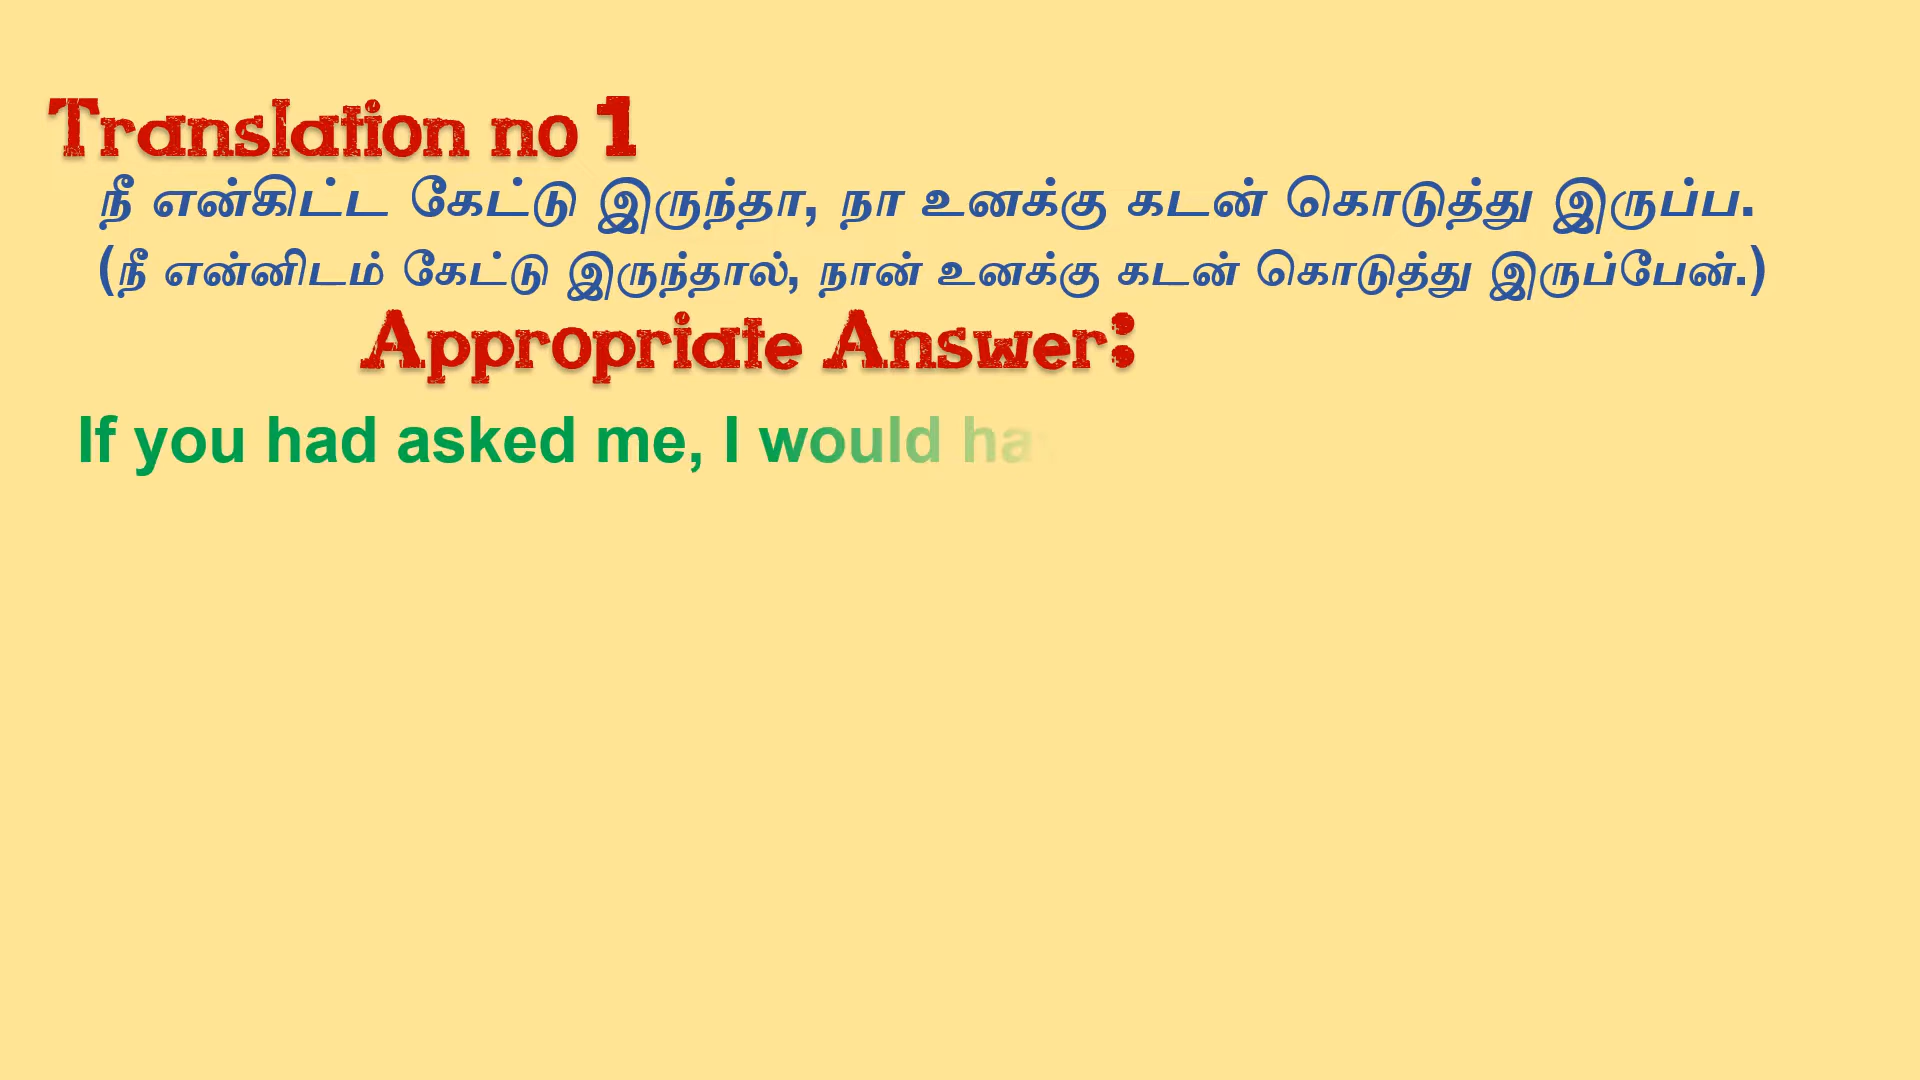 Translation no 1
நீ என்கிட்ட கேட்டு இருந்தா, நா உனக்கு கடன் கொடுத்து இருப்ப.
(நீ என்னிடம் கேட்டு இருந்தால், நான் உனக்கு கடன் கொடுத்து இருப்பேன்.)
Appropriate Answer:
If you had asked me, I would